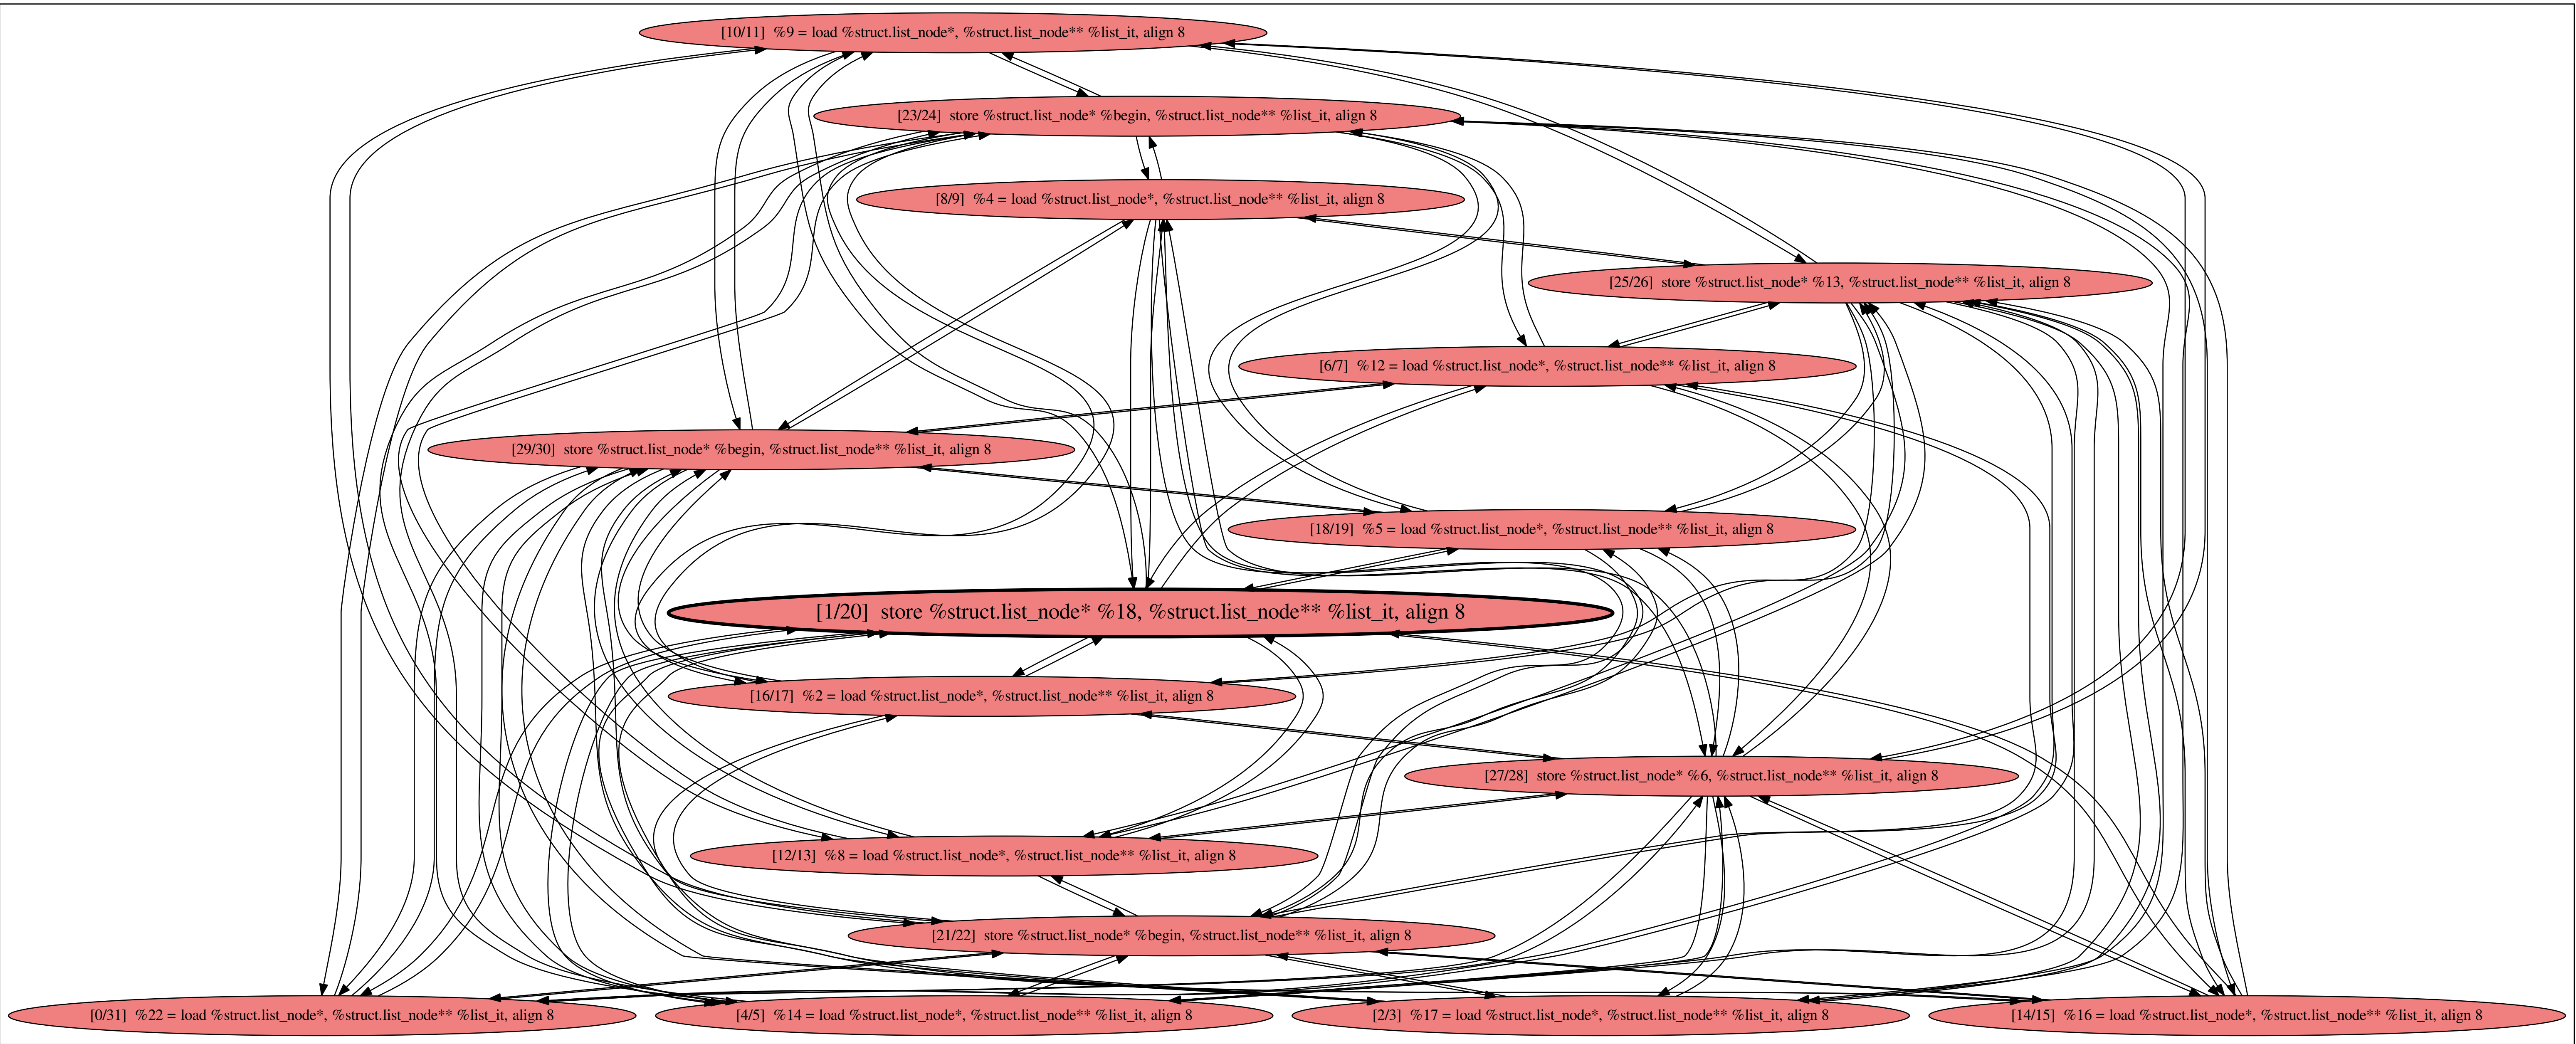 [10/11] %9 = load %struct.list_node*, %struct.list_node** %list_it, align 8
[23/24] store %struct.list_node* %begin, %struct.list_node** %list_it, align 8
[8/9] %4 = load %struct.list_node*, %struct.list_node** %list_it, align 8
[25/26] store %struct.list_node* %13, %struct.list_node** %list_it, align 8
[6/7] %12 = load %struct.list_node*, %struct.list_node** %list_it, align 8
[29/30] store %struct.list_node* %begin, %struct.list_node** %list_it, align 8
[18/19] %5 = load %struct.list_node*, %struct.list_node** %list_it, align 8
[1/20] store %struct.list_node* %18, %struct.list_node** %list_it, align 8
[16/17] %2 = load %struct.list_node*, %struct.list_node** %list_it, align 8
[27/28] store %struct.list_node* %6, %struct.list_node** %list_it, align 8
[12/13] %8 = load %struct.list_node*, %struct.list_node** %list_it, align 8
[21/22] store %struct.list_node* %begin, %struct.list_node** %list_it, align 8
[0/31] %22 = load %struct.list_node*, %struct.list_node** %list_it, align 8
[4/5] %14 = load %struct.list_node*, %struct.list_node** %list_it, align 8
[2/3] %17 = load %struct.list_node*, %struct.list_node** %list_it, align 8
[14/15] %16 = load %struct.list_node*, %struct.list_node** %list_it, align 8